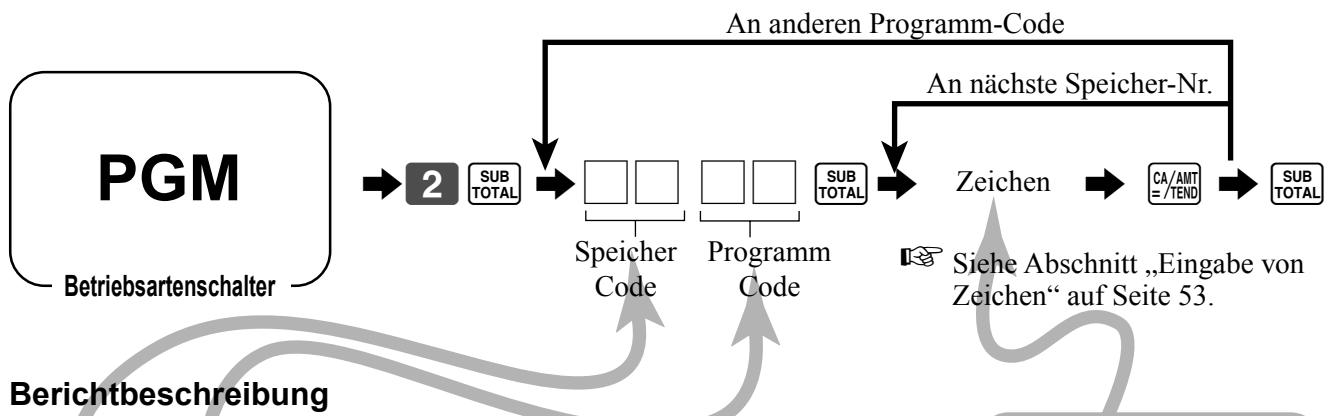 An anderen Programm-Code
An nächste Speicher-Nr.
PGM
Betriebsartenschalter
2 SUB TOTAL
Speicher Code
Programm Code
SUB TOTAL
Zeichen
CA/AMT = /TEND
SUB TOTAL
☞ Siehe Abschnitt „Eingabe von
Zeichen“ auf Seite 53.
Berichtbeschreibung